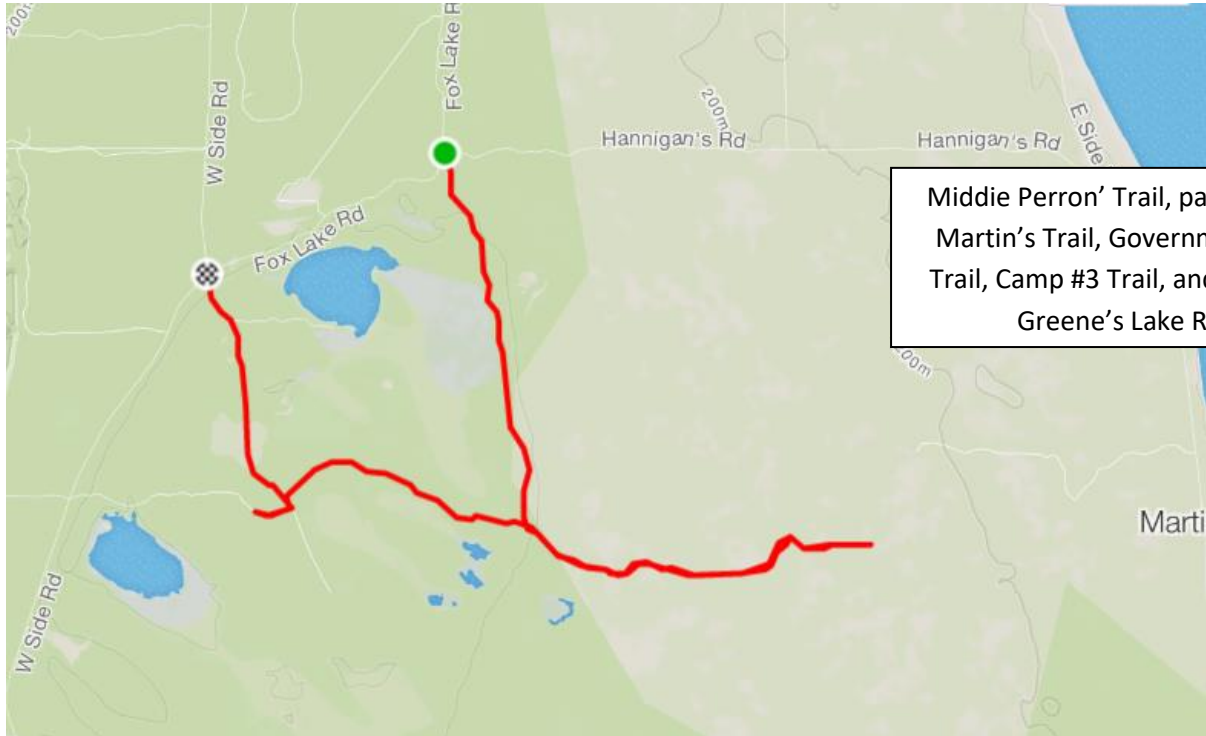 200m
W Side Rd
Fox Lake R
Fox Lake Rd
200m
Hannigan's Rd
Hannigan's Rd
E Side
Middie Perron’ Trail, pa
Martin’s Trail, Governm
Trail, Camp #3 Trail, and
Greene’s Lake R
200m
Marti
W Side Rd